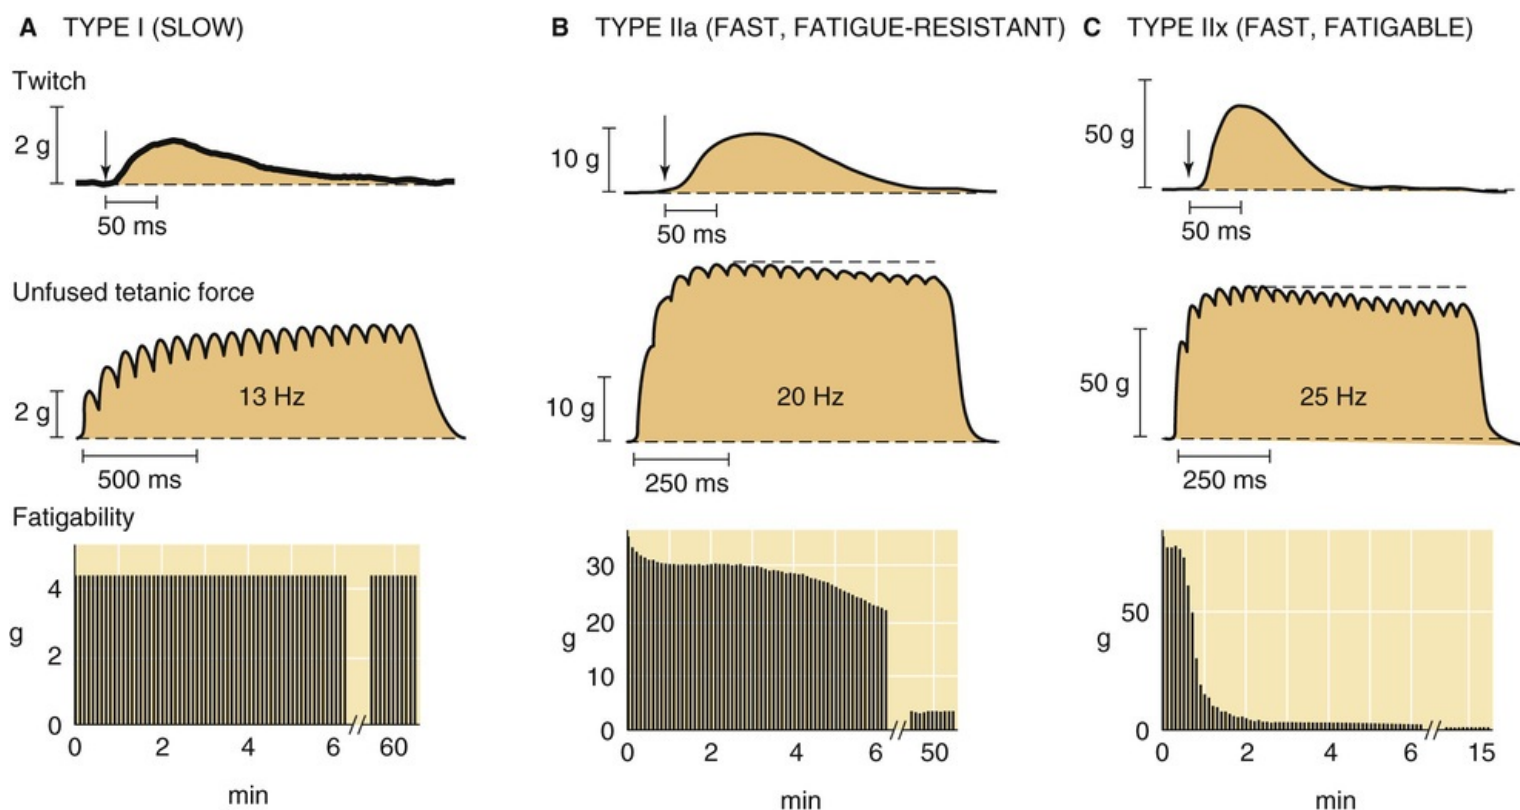 A TYPE I (SLOW)
B TYPE IIa (FAST, FATIGUE-RESISTANT)
C TYPE IIx (FAST, FATIGABLE)
Twitch
2 g
50 ms
10 g
50 ms
50 g
50 ms
Unfused tetanic force
2 g
13 Hz
500 ms
10 g
20 Hz
250 ms
50 g
25 Hz
250 ms
Fatigability
4
2
0
g
0 2 4 6 60
min
30
20
10
0
g
0 2 4 6 50
min
50
0
g
0 2 4 6 15
min